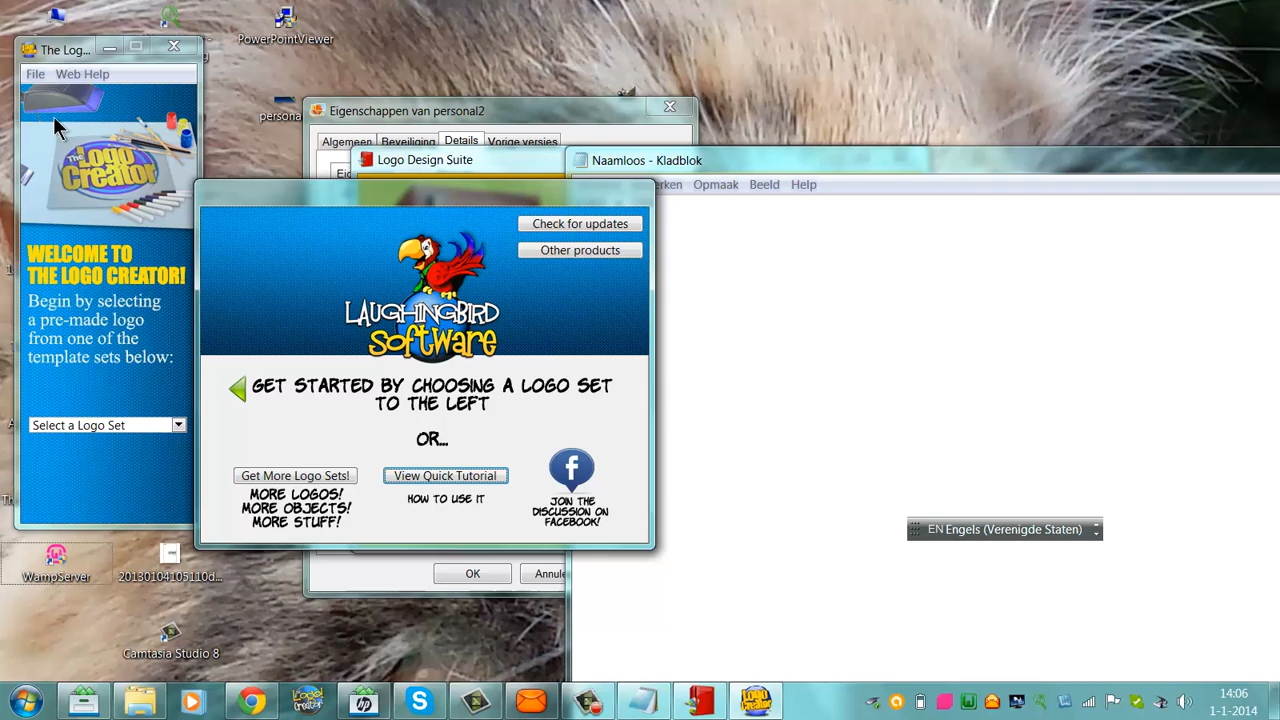 PowerPointViewer
The Log...
File Web Help
persona
Eigenschappen van personal2
Algemeen Beveiliging Details Vorige versies
Logo Design Suite
Naamloos - Kladblok
rken Opmaak Beeld Help
The Logo Creator
WELCOME TO
THE LOGO CREATOR!
Begin by selecting
a pre-made logo
from one of the
template sets below:
Select a Logo Set
Check for updates
Other products
LAUGHINGBIRD
SOFTWARE
GET STARTED BY CHOOSING A LOGO SET
TO THE LEFT
OR...
Get More Logo Sets!
MORE LOGOS!
MORE OBJECTS!
MORE STUFF!
View Quick Tutorial
HOW TO USE IT
f
JOIN THE
DISCUSSION ON
FACEBOOK!
EN Engels (Verenigde Staten)
OK Annule
WampServer
20130104105110d...
Camtasia Studio 8
hp
14:06
1-1-2014